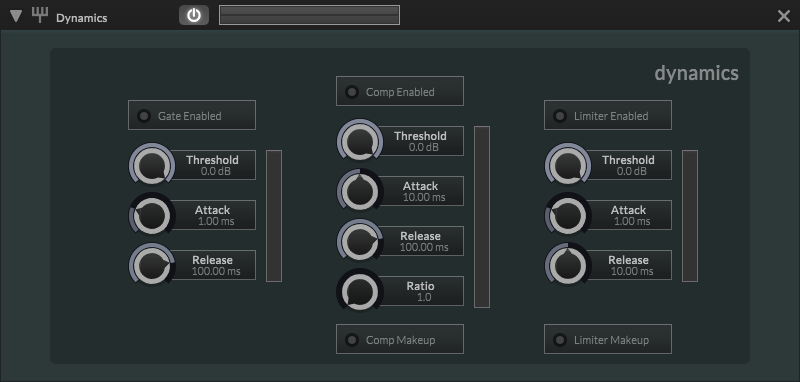 Dynamics
dynamics
Gate Enabled
Threshold
0.0 dB
Attack
1.00 ms
Release
100.00 ms
Comp Enabled
Threshold
0.0 dB
Attack
10.00 ms
Release
100.00 ms
Ratio
1.0
Comp Makeup
Limiter Enabled
Threshold
0.0 dB
Attack
1.00 ms
Release
10.00 ms
Limiter Makeup